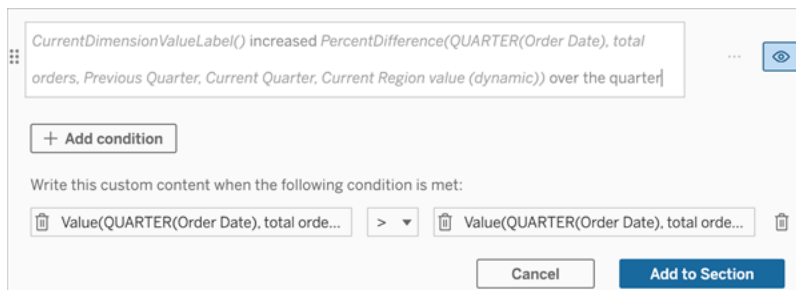 CurrentDimensionValueLabel() increased PercentDifference(QUARTER(Order Date), total
orders, Previous Quarter, Current Quarter, Current Region value (dynamic)) over the quarter
+ Add condition
Write this custom content when the following condition is met:
Value(QUARTER(Order Date), total orde... > Value(QUARTER(Order Date), total orde...
Cancel Add to Section